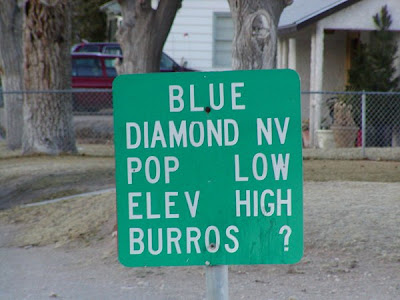 BLUE
DIAMOND NV
POP LOW
ELEV HIGH
BURROS ?